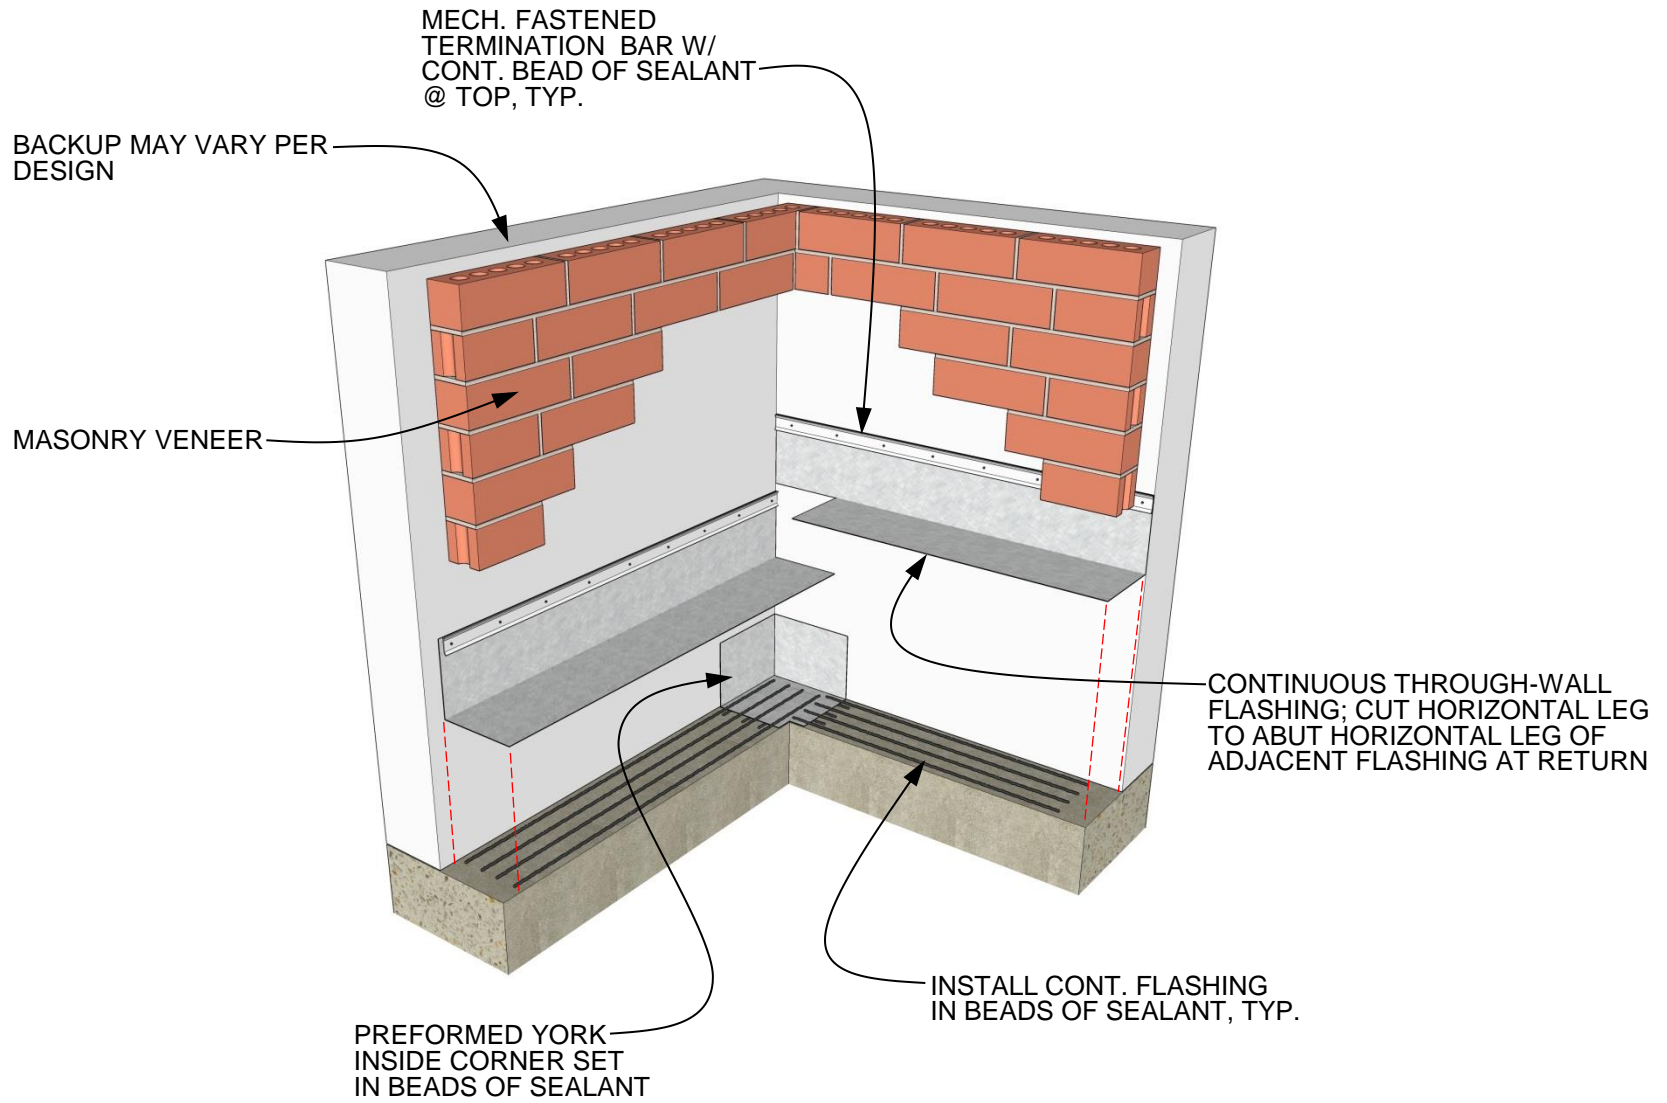 MECH. FASTENED
TERMINATION BAR W/
CONT. BEAD OF SEALANT
@ TOP, TYP.
BACKUP MAY VARY PER
DESIGN
MASONRY VENEER
CONTINUOUS THROUGH-WALL
FLASHING; CUT HORIZONTAL LEG
TO ABUT HORIZONTAL LEG OF
ADJACENT FLASHING AT RETURN
INSTALL CONT. FLASHING
IN BEADS OF SEALANT, TYP.
PREFORMED YORK
INSIDE CORNER SET
IN BEADS OF SEALANT